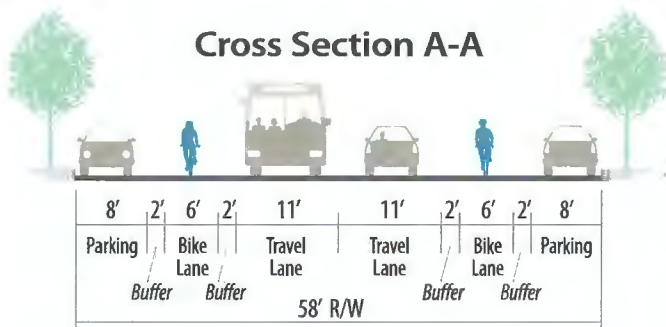 Cross Section A-A
8' 2' 6' 2' 11' 11' 2' 6' 2' 8'
Parking Bike Travel Travel Bike Parking
Lane Lane Lane Lane
Buffer Buffer Buffer Buffer
58' R/W